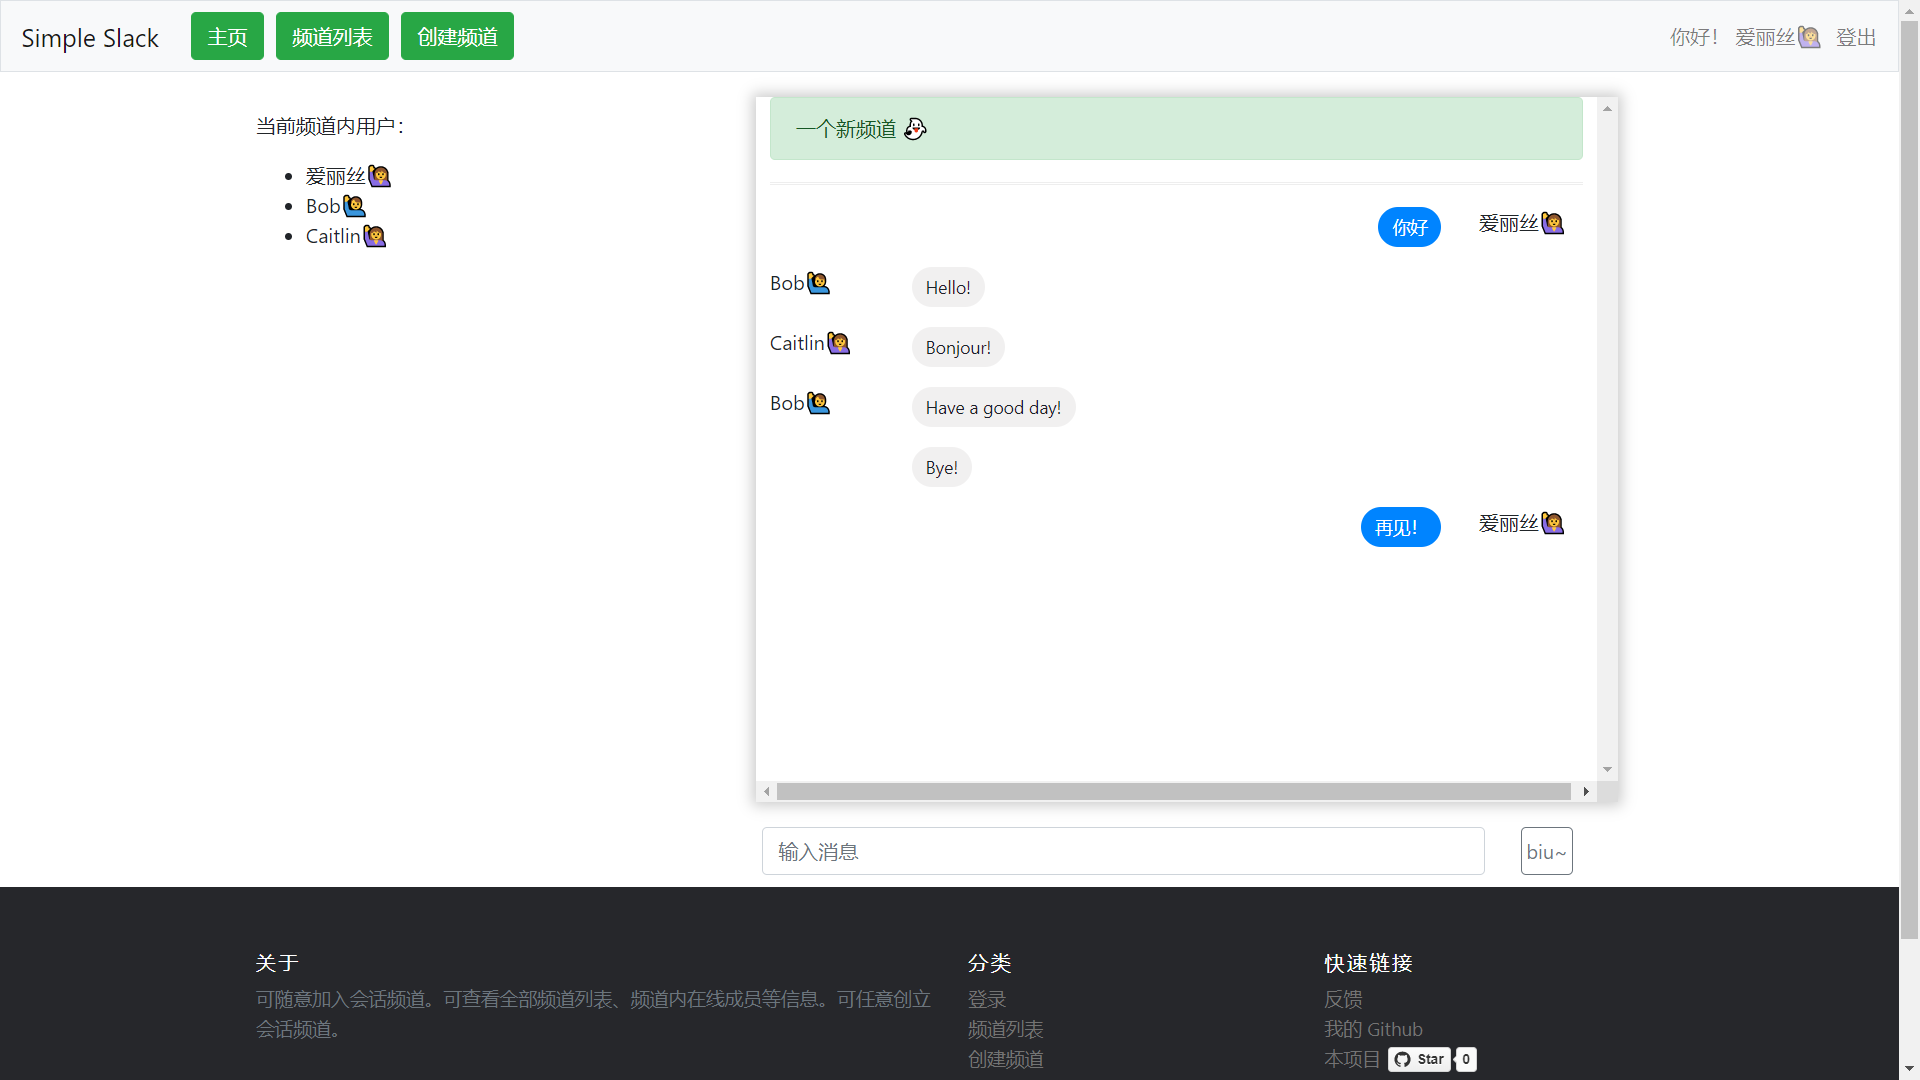 Simple Slack 主页 频道列表 创建频道 你好！ 爱丽丝🙋‍♀️ 登出
当前频道内用户：
爱丽丝🙋‍♀️
Bob🙋‍♂️
Caitlin🙋‍♀️
一个新频道 👻
你好 爱丽丝🙋‍♀️
Bob🙋‍♂️ Hello!
Caitlin🙋‍♀️ Bonjour!
Bob🙋‍♂️ Have a good day!
Bye!
再见！ 爱丽丝🙋‍♀️
输入消息 biu~
关于
可随意加入会话频道。可查看全部频道列表、频道内在线成员等信息。可任意创立
会话频道。
分类
登录
频道列表
创建频道
快速链接
反馈
我的 Github
本项目 Star 0